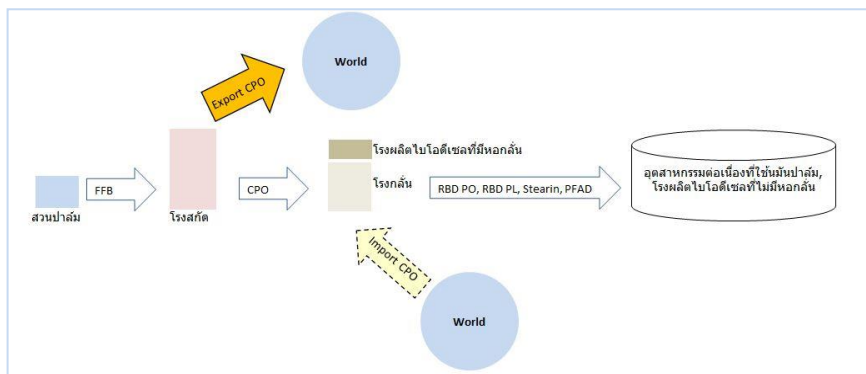 World
Export CPO
โรงผลิตไบโอดีเซลที่มีหอกลั่น
FFB
CPO
โรงกลั่น
RBD PO, RBD PL, Stearin, PFAD
อุตสาหกรรมต่อเนื่องที่ใช้นมันปาล์ม,
โรงผลิตไบโอดีเซลที่ไม่มีหอกลั่น
สวนปาล์ม
โรงสกัด
Import CPO
World